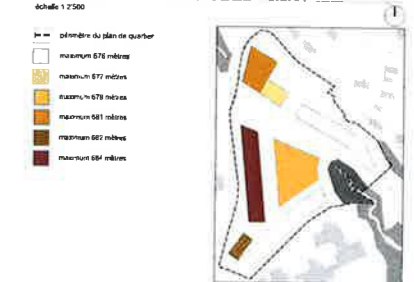 échelle 1 2'500
périmètre du plan de quartier
maximum 676 mètres
maximum 677 mètres
maximum 679 mètres
maximum 681 mètres
maximum 682 mètres
maximum 684 mètres